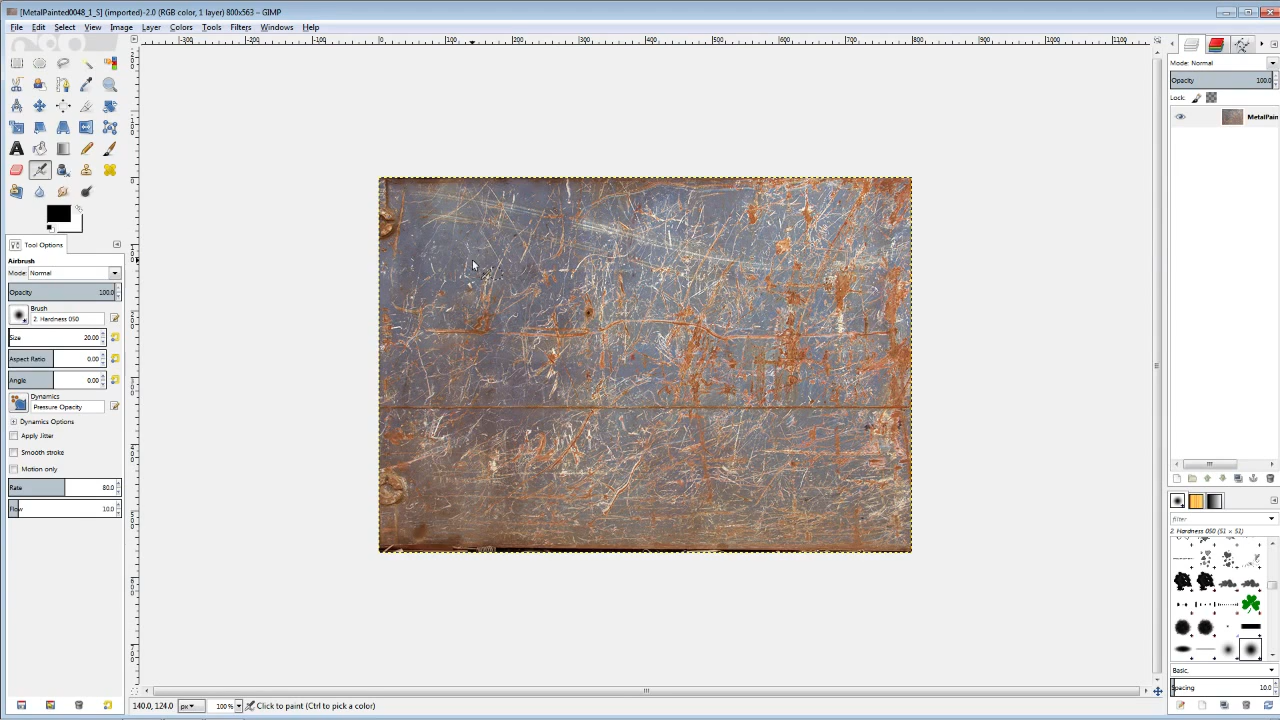 [MetalPainted0048_1_S] (imported)-2.0 (RGB color, 1 layer) 800x563 – GIMP
File Edit Select View Image Layer Colors Tools Filters Windows Help
Mode: Normal
Opacity 100.0
Lock:
MetalPain
Tool Options
Airbrush
Mode: Normal
Opacity 100.0
Brush
2. Hardness 050
Size 20.00
Aspect Ratio 0.00
Angle 0.00
Dynamics
Pressure Opacity
Dynamics Options
Apply Jitter
Smooth stroke
Motion only
Rate 80.0
Flow 10.0
filter
2. Hardness 050 (51 × 51)
Basic,
Spacing 10.0
140.0, 124.0 px 100% Click to paint (Ctrl to pick a color)